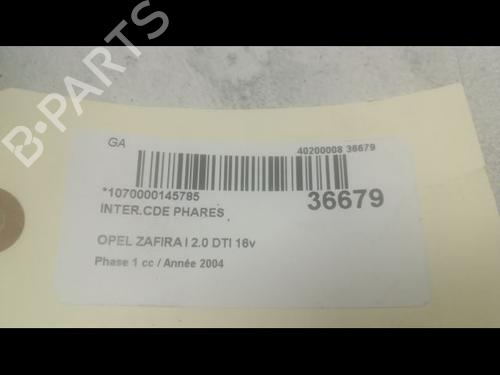 B-PARTS
GA
40200008 36679
*1070000145785
36679
INTER.CDE PHARES
OPEL ZAFIRA I 2.0 DTI 16v
Phase 1 cc / Année 2004